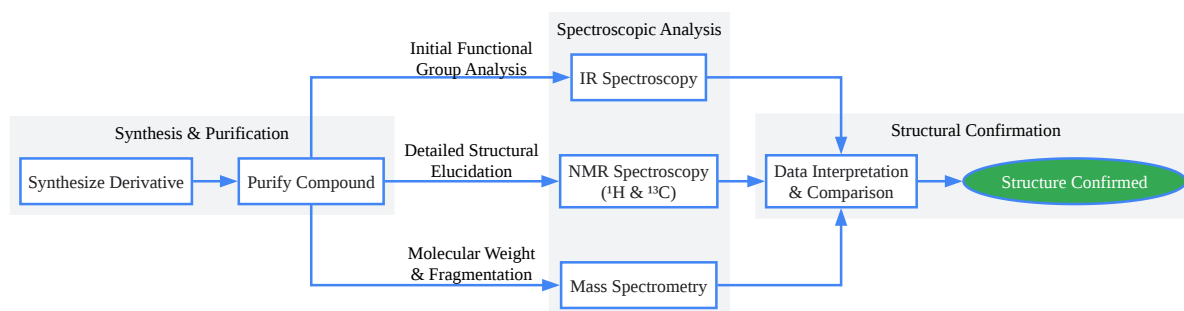 Synthesis & Purification
Synthesize Derivative
Purify Compound
Initial Functional
Group Analysis
Detailed Structural
Elucidation
Molecular Weight
& Fragmentation
Spectroscopic Analysis
IR Spectroscopy
NMR Spectroscopy
(¹H & ¹³C)
Mass Spectrometry
Structural Confirmation
Data Interpretation
& Comparison
Structure Confirmed